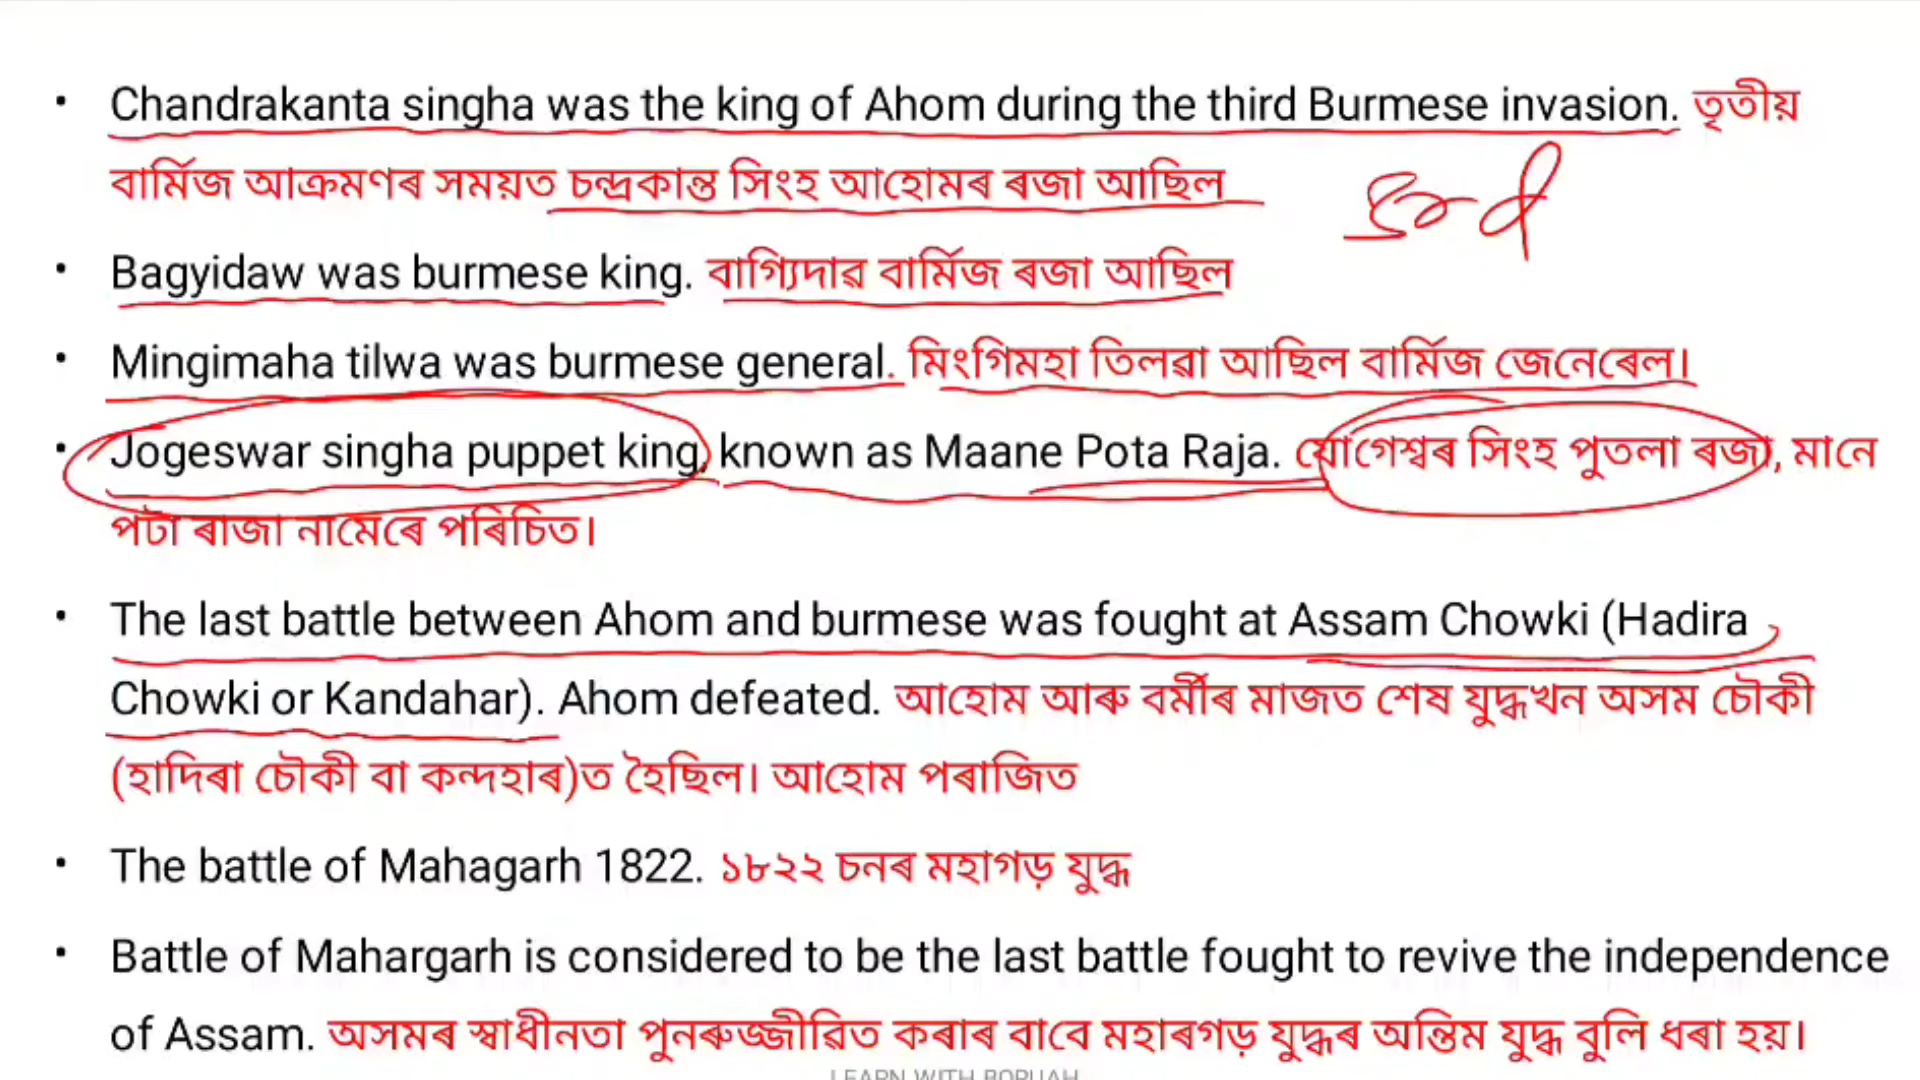 • Chandrakanta singha was the king of Ahom during the third Burmese invasion. তৃতীয়
বাৰ্মিজ আক্ৰমণৰ সময়ত চন্দ্ৰকান্ত সিংহ আহোমৰ ৰজা আছিল
3rd
• Bagyidaw was burmese king. বাগ্যিদাৱ বাৰ্মিজ ৰজা আছিল
• Mingimaha tilwa was burmese general. মিংগিমহা তিলৱা আছিল বাৰ্মিজ জেনেৰেল।
• Jogeswar singha puppet king, known as Maane Pota Raja. যোগেশ্বৰ সিংহ পুতলা ৰজা, মানে
পটা ৰাজা নামেৰে পৰিচিত।
• The last battle between Ahom and burmese was fought at Assam Chowki (Hadira
Chowki or Kandahar). Ahom defeated. আহোম আৰু বৰ্মীৰ মাজত শেষ যুদ্ধখন অসম চৌকী
(হাদিৰা চৌকী বা কন্দহাৰ)ত হৈছিল। আহোম পৰাজিত
• The battle of Mahagarh 1822. ১৮২২ চনৰ মহাগড় যুদ্ধ
• Battle of Mahargarh is considered to be the last battle fought to revive the independence
of Assam. অসমৰ স্বাধীনতা পুনৰুজ্জীৱিত কৰাৰ বাবে মহাৰগড় যুদ্ধৰ অন্তিম যুদ্ধ বুলি ধৰা হয়।
LEARN WITH BORUAH